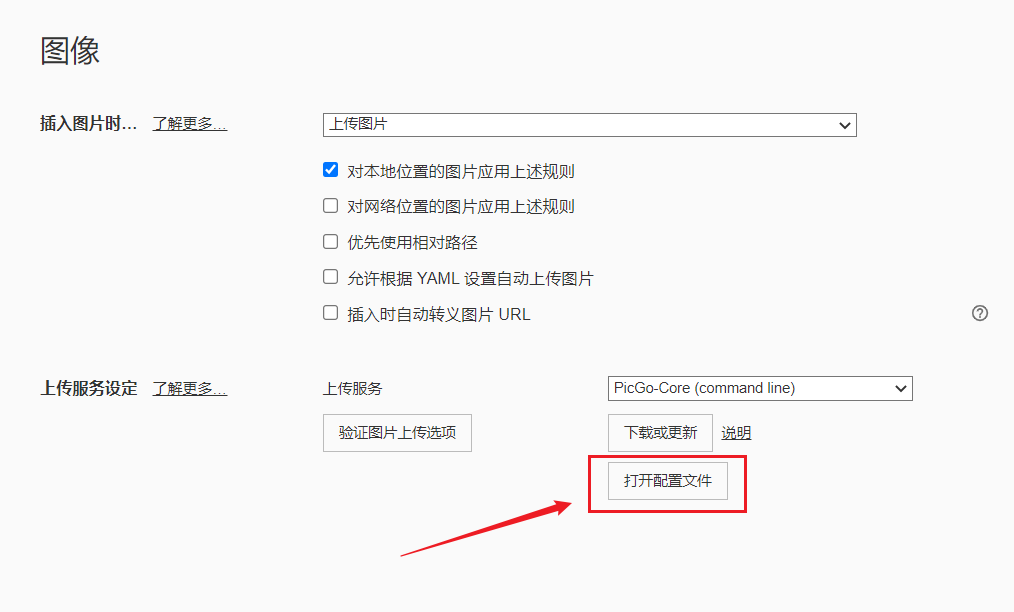 图像
插入图片时... 了解更多... 上传图片
对本地位置的图片应用上述规则
对网络位置的图片应用上述规则
优先使用相对路径
允许根据 YAML 设置自动上传图片
插入时自动转义图片 URL
上传服务设定 了解更多... 上传服务 PicGo-Core (command line)
验证图片上传选项 下载或更新 说明
打开配置文件